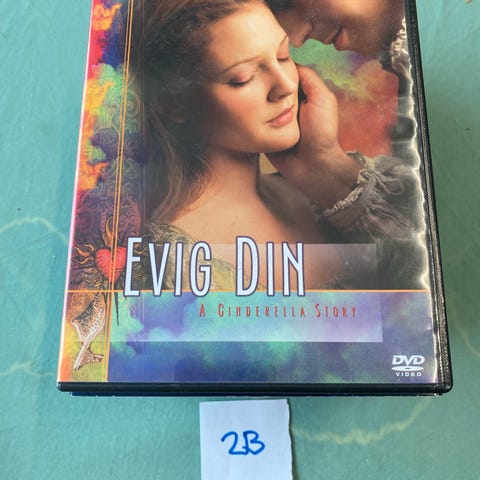 EVIG DIN
A CINDERELLA STORY
DVD
VIDEO
2B